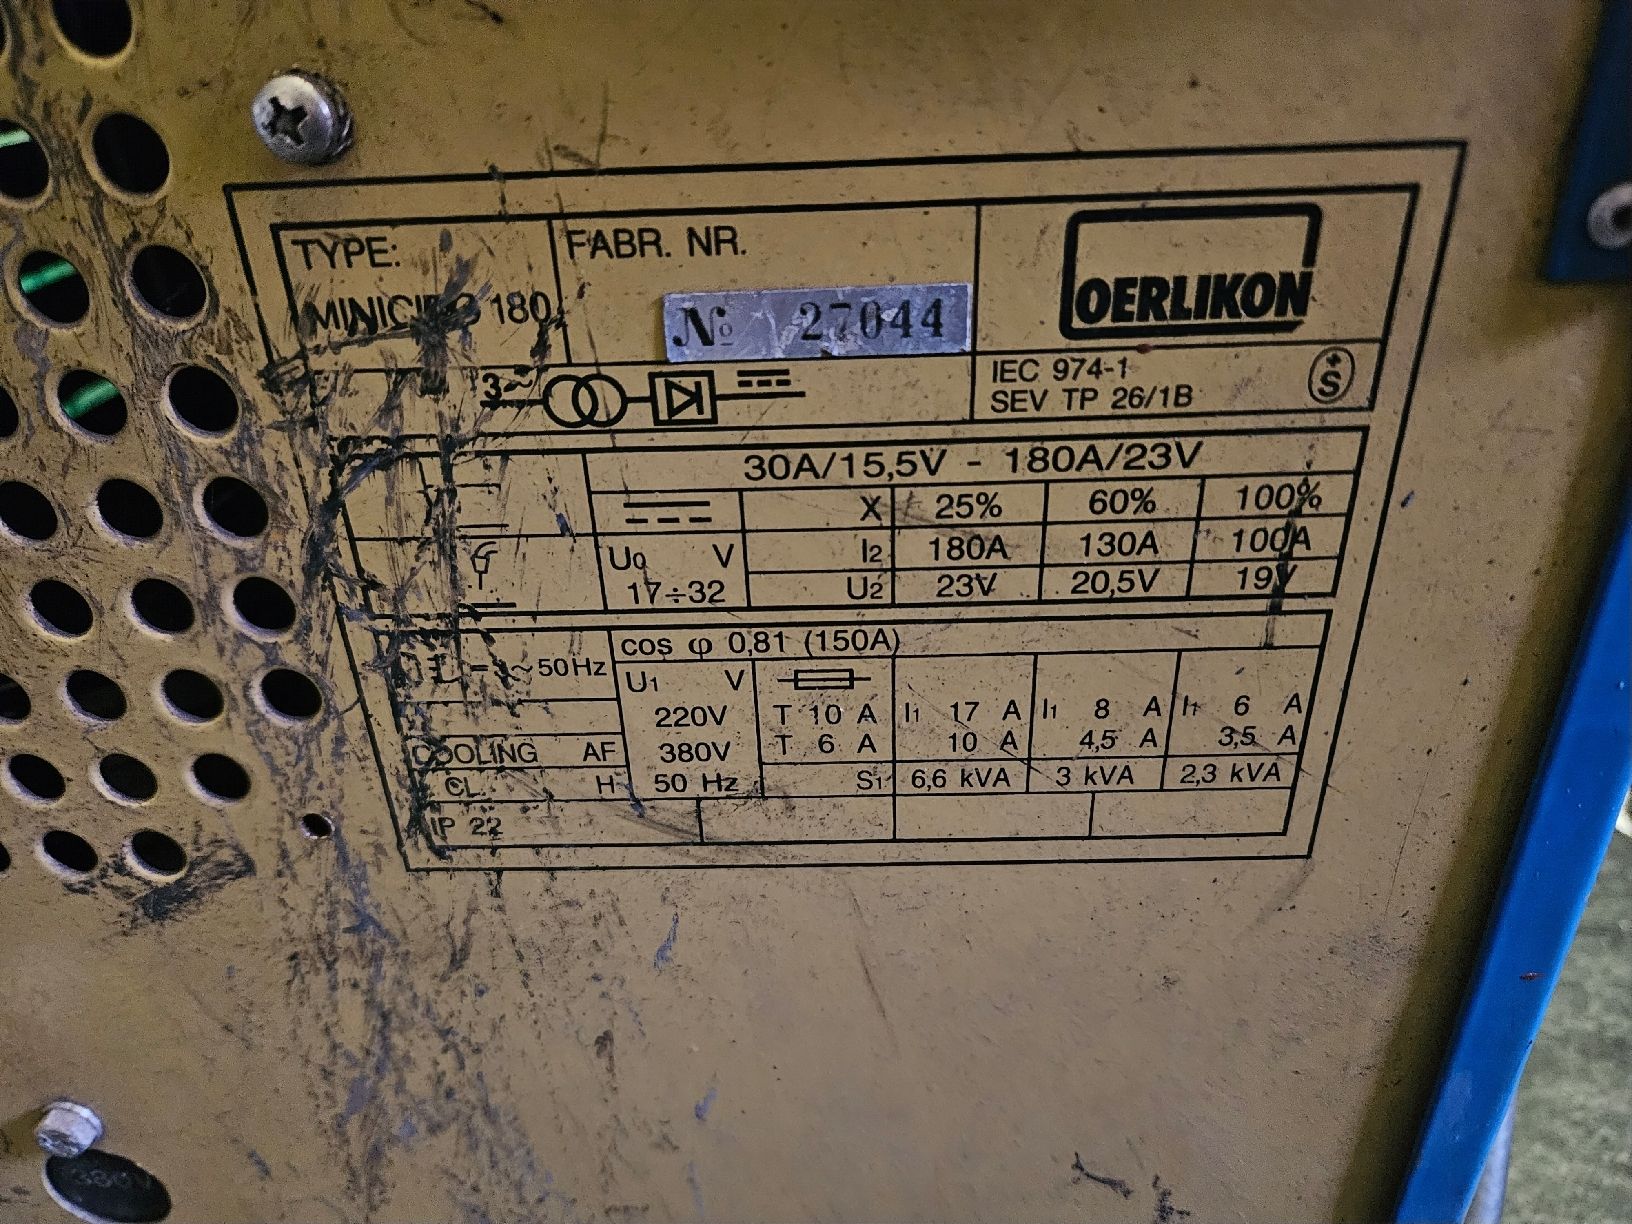 TYPE: FABR. NR.
180
№ 27044
OERLIKON
3~
IEC 974-1
SEV TP 26/1B
+
S
30A/15,5V - 180A/23V
X 25% 60% 100%
U0 V I2 180A 130A 100A
17÷32 U2 23V 20,5V 19V
cos φ 0,81 (150A)
~50Hz U1 V
220V T 10 A I1 17 A I1 8 A I1 6 A
COOLING AF 380V T 6 A 10 A 4,5 A 3,5 A
CL. H 50 Hz S1 6,6 kVA 3 kVA 2,3 kVA
IP 22
380V